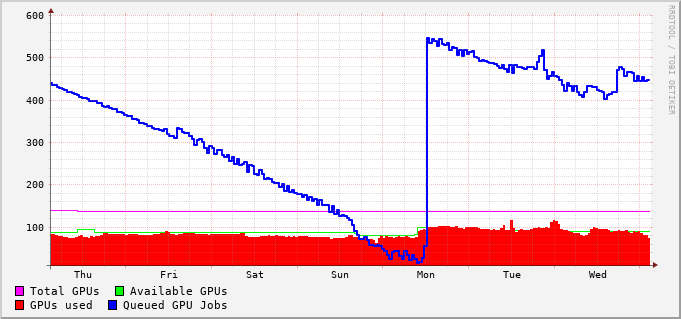 600
500
400
300
200
100
Thu Fri Sat Sun Mon Tue Wed
Total GPUs Available GPUs
GPUs used Queued GPU Jobs
RRDTOOL / TOBI OETIKER